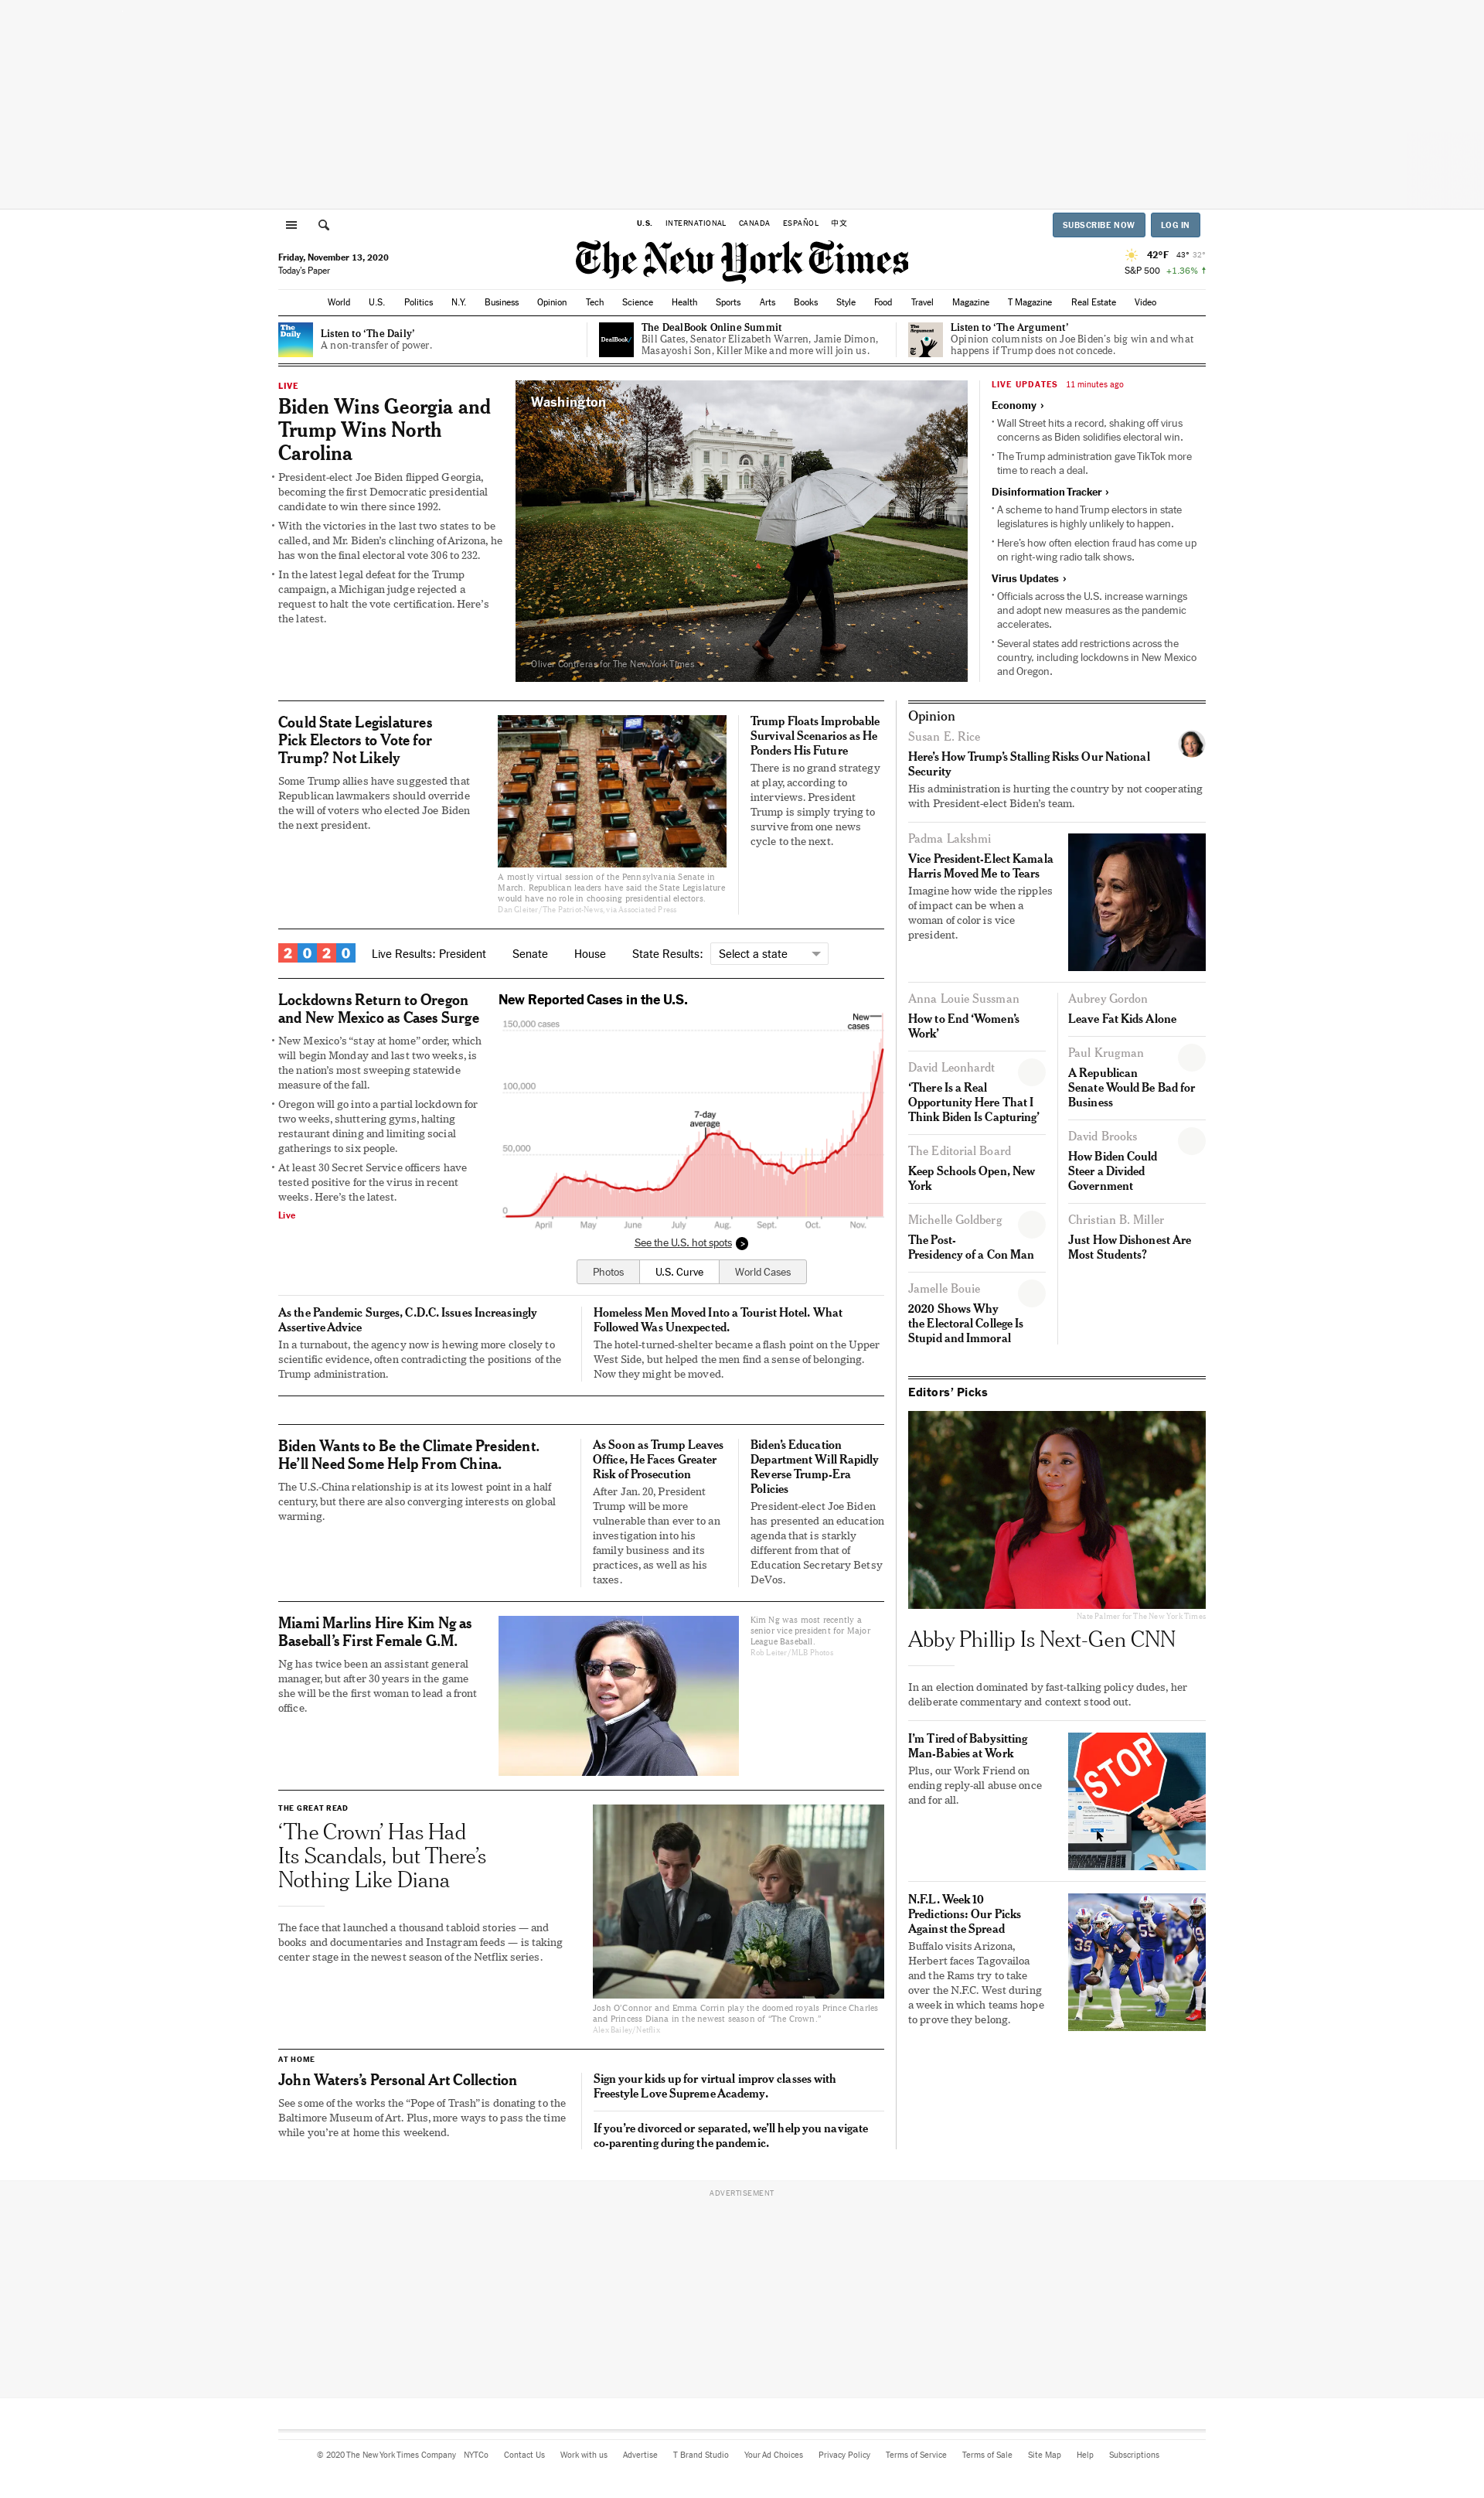 U.S. INTERNATIONAL CANADA ESPAÑOL 中文
SUBSCRIBE NOW LOG IN
Friday, November 13, 2020
Today's Paper
The New York Times
42°F 43° 32°
S&P 500 +1.36% ↑
World U.S. Politics N.Y. Business Opinion Tech Science Health Sports Arts Books Style Food Travel Magazine T Magazine Real Estate Video
The
Daily
Listen to ‘The Daily’
A non-transfer of power.
DealBook/
The DealBook Online Summit
Bill Gates, Senator Elizabeth Warren, Jamie Dimon,
Masayoshi Son, Killer Mike and more will join us.
The
Argument
Listen to ‘The Argument’
Opinion columnists on Joe Biden’s big win and what
happens if Trump does not concede.
LIVE
Biden Wins Georgia and
Trump Wins North
Carolina
• President-elect Joe Biden flipped Georgia,
becoming the first Democratic presidential
candidate to win there since 1992.
• With the victories in the last two states to be
called, and Mr. Biden’s clinching of Arizona, he
has won the final electoral vote 306 to 232.
• In the latest legal defeat for the Trump
campaign, a Michigan judge rejected a
request to halt the vote certification. Here’s
the latest.
Washington
Oliver Contreras for The New York Times
LIVE UPDATES 11 minutes ago
Economy ›
• Wall Street hits a record, shaking off virus
concerns as Biden solidifies electoral win.
• The Trump administration gave TikTok more
time to reach a deal.
Disinformation Tracker ›
• A scheme to hand Trump electors in state
legislatures is highly unlikely to happen.
• Here’s how often election fraud has come up
on right-wing radio talk shows.
Virus Updates ›
• Officials across the U.S. increase warnings
and adopt new measures as the pandemic
accelerates.
• Several states add restrictions across the
country, including lockdowns in New Mexico
and Oregon.
Could State Legislatures
Pick Electors to Vote for
Trump? Not Likely
Some Trump allies have suggested that
Republican lawmakers should override
the will of voters who elected Joe Biden
the next president.
A mostly virtual session of the Pennsylvania Senate in
March. Republican leaders have said the State Legislature
would have no role in choosing presidential electors.
Dan Gleiter/The Patriot-News, via Associated Press
Trump Floats Improbable
Survival Scenarios as He
Ponders His Future
There is no grand strategy
at play, according to
interviews. President
Trump is simply trying to
survive from one news
cycle to the next.
2020 Live Results: President Senate House State Results: Select a state
Lockdowns Return to Oregon
and New Mexico as Cases Surge
• New Mexico’s “stay at home” order, which
will begin Monday and last two weeks, is
the nation’s most sweeping statewide
measure of the fall.
• Oregon will go into a partial lockdown for
two weeks, shuttering gyms, halting
restaurant dining and limiting social
gatherings to six people.
• At least 30 Secret Service officers have
tested positive for the virus in recent
weeks. Here’s the latest.
Live
New Reported Cases in the U.S.
150,000 cases
New
cases
100,000
7-day
average
50,000
0
April May June July Aug. Sept. Oct. Nov.
See the U.S. hot spots >
Photos U.S. Curve World Cases
As the Pandemic Surges, C.D.C. Issues Increasingly
Assertive Advice
In a turnabout, the agency now is hewing more closely to
scientific evidence, often contradicting the positions of the
Trump administration.
Homeless Men Moved Into a Tourist Hotel. What
Followed Was Unexpected.
The hotel-turned-shelter became a flash point on the Upper
West Side, but helped the men find a sense of belonging.
Now they might be moved.
Biden Wants to Be the Climate President.
He’ll Need Some Help From China.
The U.S.-China relationship is at its lowest point in a half
century, but there are also converging interests on global
warming.
As Soon as Trump Leaves
Office, He Faces Greater
Risk of Prosecution
After Jan. 20, President
Trump will be more
vulnerable than ever to an
investigation into his
family business and its
practices, as well as his
taxes.
Biden’s Education
Department Will Rapidly
Reverse Trump-Era
Policies
President-elect Joe Biden
has presented an education
agenda that is starkly
different from that of
Education Secretary Betsy
DeVos.
Miami Marlins Hire Kim Ng as
Baseball’s First Female G.M.
Ng has twice been an assistant general
manager, but after 30 years in the game
she will be the first woman to lead a front
office.
Kim Ng was most recently a
senior vice president for Major
League Baseball.
Rob Leiter/MLB Photos
THE GREAT READ
‘The Crown’ Has Had
Its Scandals, but There’s
Nothing Like Diana
The face that launched a thousand tabloid stories — and
books and documentaries and Instagram feeds — is taking
center stage in the newest season of the Netflix series.
Josh O’Connor and Emma Corrin play the doomed royals Prince Charles
and Princess Diana in the newest season of “The Crown.”
Alex Bailey/Netflix
AT HOME
John Waters’s Personal Art Collection
See some of the works the “Pope of Trash” is donating to the
Baltimore Museum of Art. Plus, more ways to pass the time
while you’re at home this weekend.
Sign your kids up for virtual improv classes with
Freestyle Love Supreme Academy.
If you’re divorced or separated, we’ll help you navigate
co-parenting during the pandemic.
Opinion
Susan E. Rice
Here’s How Trump’s Stalling Risks Our National
Security
His administration is hurting the country by not cooperating
with President-elect Biden’s team.
Padma Lakshmi
Vice President-Elect Kamala
Harris Moved Me to Tears
Imagine how wide the ripples
of impact can be when a
woman of color is vice
president.
Anna Louie Sussman
How to End ‘Women’s
Work’
David Leonhardt
‘There Is a Real
Opportunity Here That I
Think Biden Is Capturing’
The Editorial Board
Keep Schools Open, New
York
Michelle Goldberg
The Post-
Presidency of a Con Man
Jamelle Bouie
2020 Shows Why
the Electoral College Is
Stupid and Immoral
Aubrey Gordon
Leave Fat Kids Alone
Paul Krugman
A Republican
Senate Would Be Bad for
Business
David Brooks
How Biden Could
Steer a Divided
Government
Christian B. Miller
Just How Dishonest Are
Most Students?
Editors’ Picks
Nate Palmer for The New York Times
Abby Phillip Is Next-Gen CNN
In an election dominated by fast-talking policy dudes, her
deliberate commentary and context stood out.
I’m Tired of Babysitting
Man-Babies at Work
Plus, our Work Friend on
ending reply-all abuse once
and for all.
STOP
N.F.L. Week 10
Predictions: Our Picks
Against the Spread
Buffalo visits Arizona,
Herbert faces Tagovailoa
and the Rams try to take
over the N.F.C. West during
a week in which teams hope
to prove they belong.
ADVERTISEMENT
© 2020 The New York Times Company NYTCo Contact Us Work with us Advertise T Brand Studio Your Ad Choices Privacy Policy Terms of Service Terms of Sale Site Map Help Subscriptions